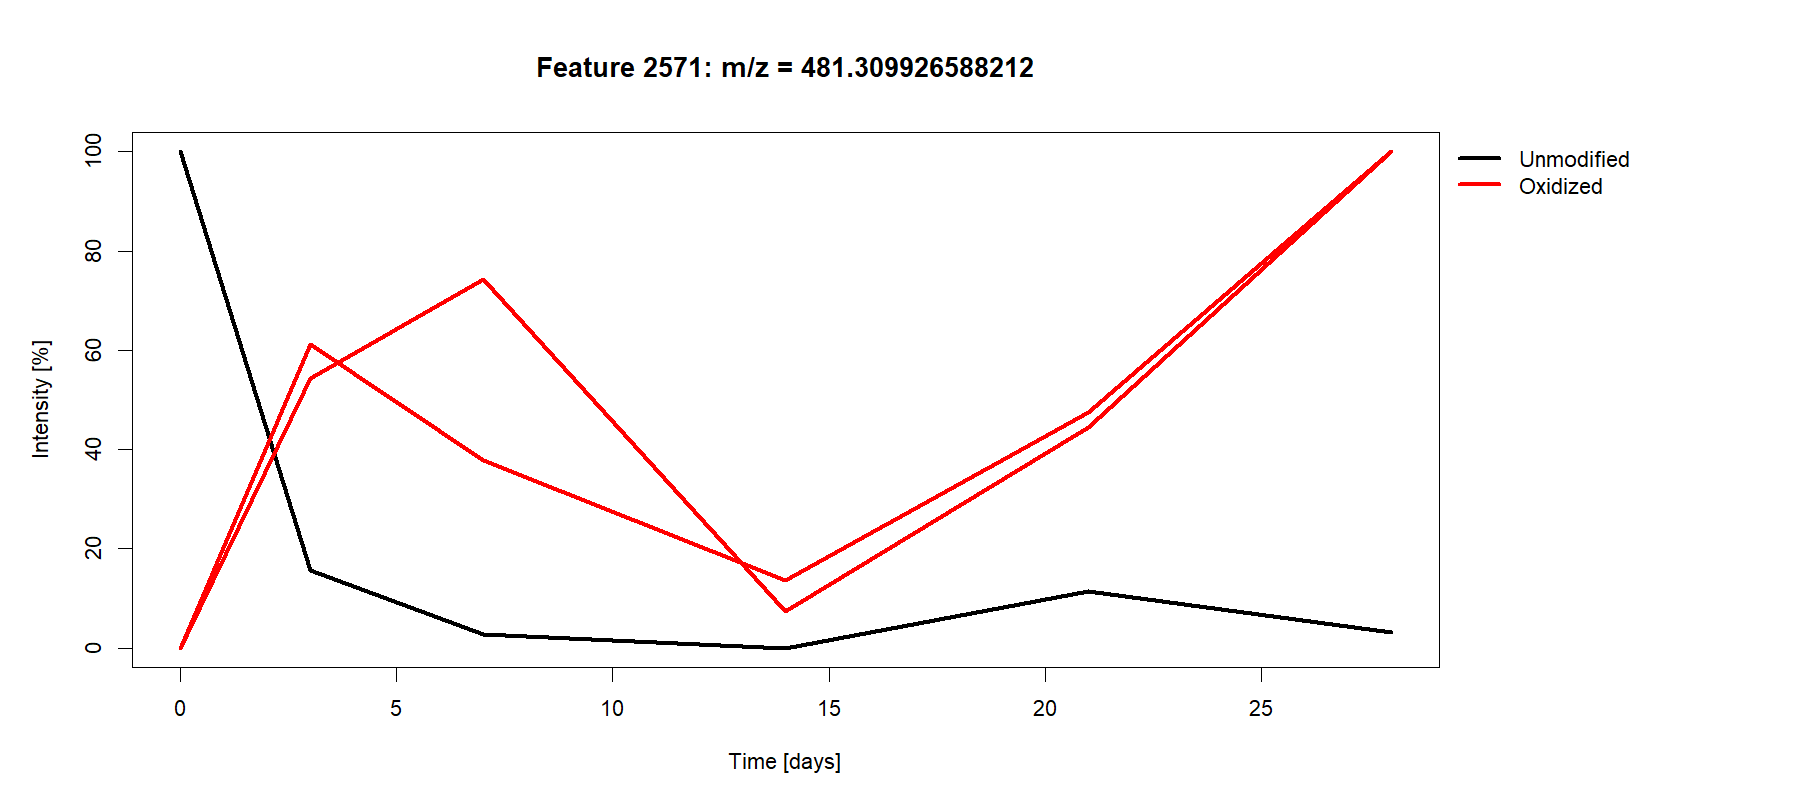 Feature 2571: m/z = 481.309926588212
Unmodified
Oxidized
Intensity [%]
100
80
60
40
20
0
0 5 10 15 20 25
Time [days]